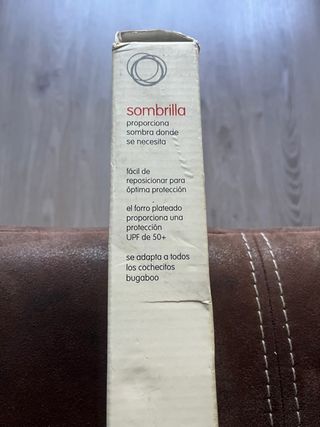 sombrilla
proporciona
sombra donde
se necesita
fácil de
reposicionar para
óptima protección
el forro plateado
proporciona una
protección
UPF de 50+
se adapta a todos
los cochecitos
bugaboo